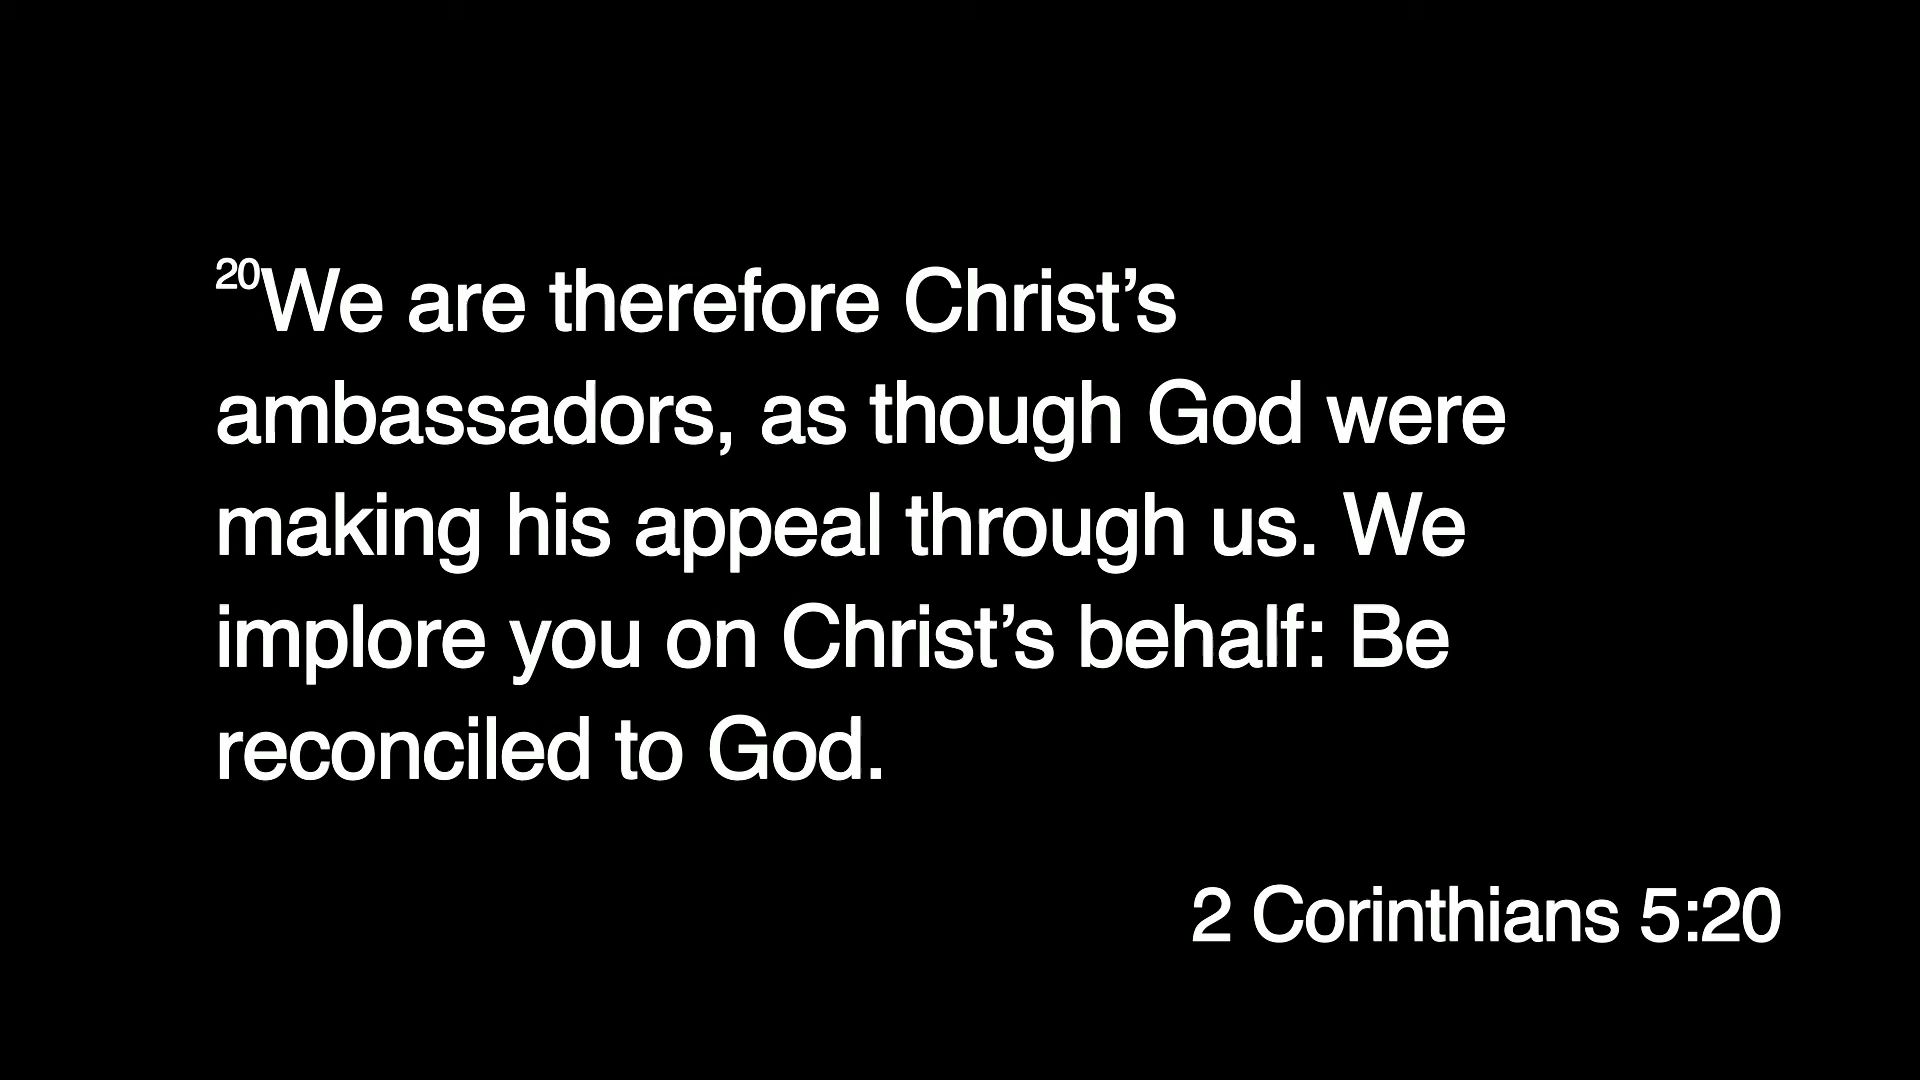 20We are therefore Christ’s
ambassadors, as though God were
making his appeal through us. We
implore you on Christ’s behalf: Be
reconciled to God.
2 Corinthians 5:20